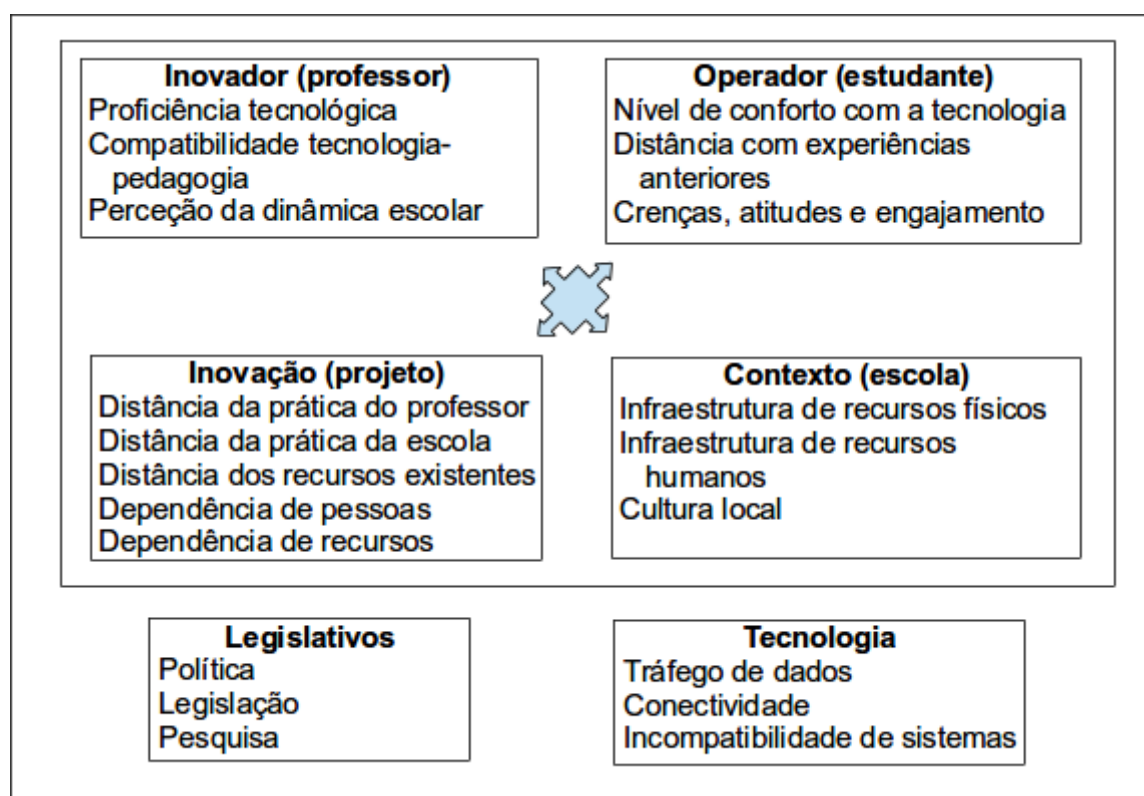 Inovador (professor)
Proficiência tecnológica
Compatibilidade tecnologia-
pedagogia
Perceção da dinâmica escolar
Operador (estudante)
Nível de conforto com a tecnologia
Distância com experiências
anteriores
Crenças, atitudes e engajamento
Inovação (projeto)
Distância da prática do professor
Distância da prática da escola
Distância dos recursos existentes
Dependência de pessoas
Dependência de recursos
Contexto (escola)
Infraestrutura de recursos físicos
Infraestrutura de recursos
humanos
Cultura local
Legislativos
Política
Legislação
Pesquisa
Tecnologia
Tráfego de dados
Conectividade
Incompatibilidade de sistemas